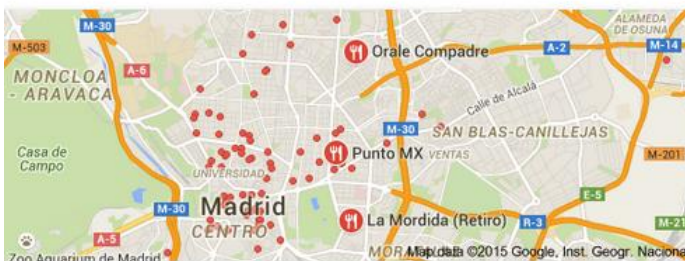 M-30
ALAMEDA
DE OSUNA
M-14
M-503
Orale Compadre
A-2
A-6
MONCLOA
- ARAVACA
Calle de Alcalá
M-30
SAN BLAS-CANILLEJAS
Casa de
Campo
Punto MX
VENTAS
M-201
UNIVERSIDAD
E-5
M-30
Madrid
La Mordida (Retiro)
R-3
M-21
CENTRO
A-5
Zoo Aquarium de Madrid
Map data ©2015 Google, Inst. Geogr. Naciona